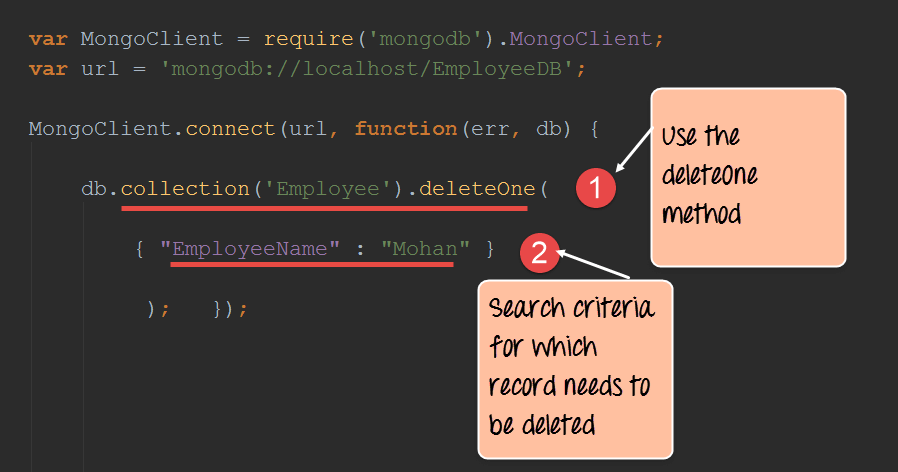 var MongoClient = require('mongodb').MongoClient;
var url = 'mongodb://localhost/EmployeeDB';
MongoClient.connect(url, function(err, db) {
db.collection('Employee').deleteOne(
{ "EmployeeName" : "Mohan" }
); });
1
Use the
deleteOne
method
2
Search criteria
for which
record needs to
be deleted